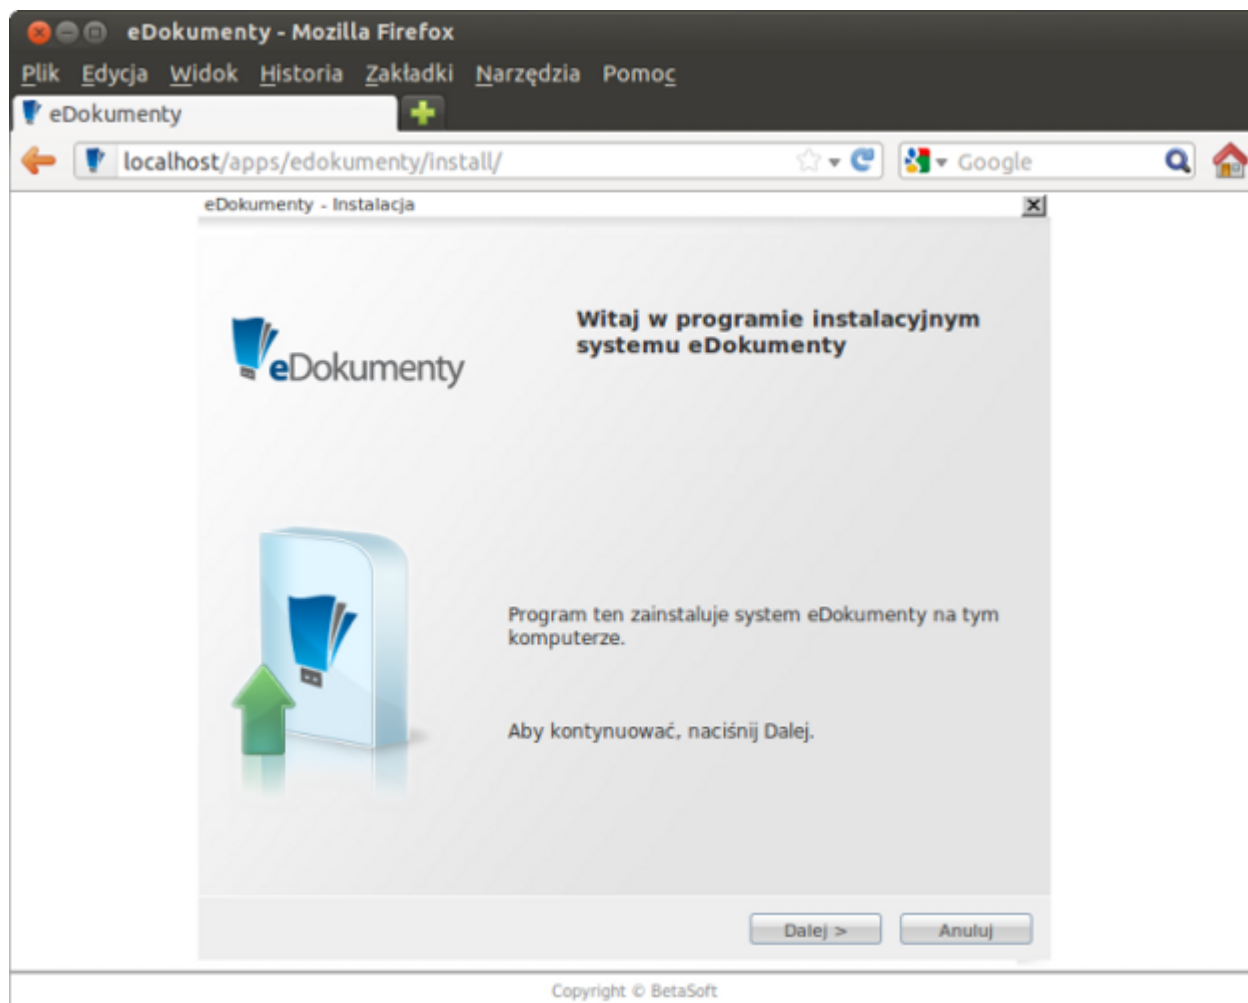 eDokumenty - Mozilla Firefox
Plik Edycja Widok Historia Zakładki Narzędzia Pomoc
eDokumenty
localhost/apps/edokumenty/install/ Google
eDokumenty - Instalacja
Witaj w programie instalacyjnym
systemu eDokumenty
eDokumenty
Program ten zainstaluje system eDokumenty na tym
komputerze.
Aby kontynuować, naciśnij Dalej.
Dalej > Anuluj
Copyright © BetaSoft